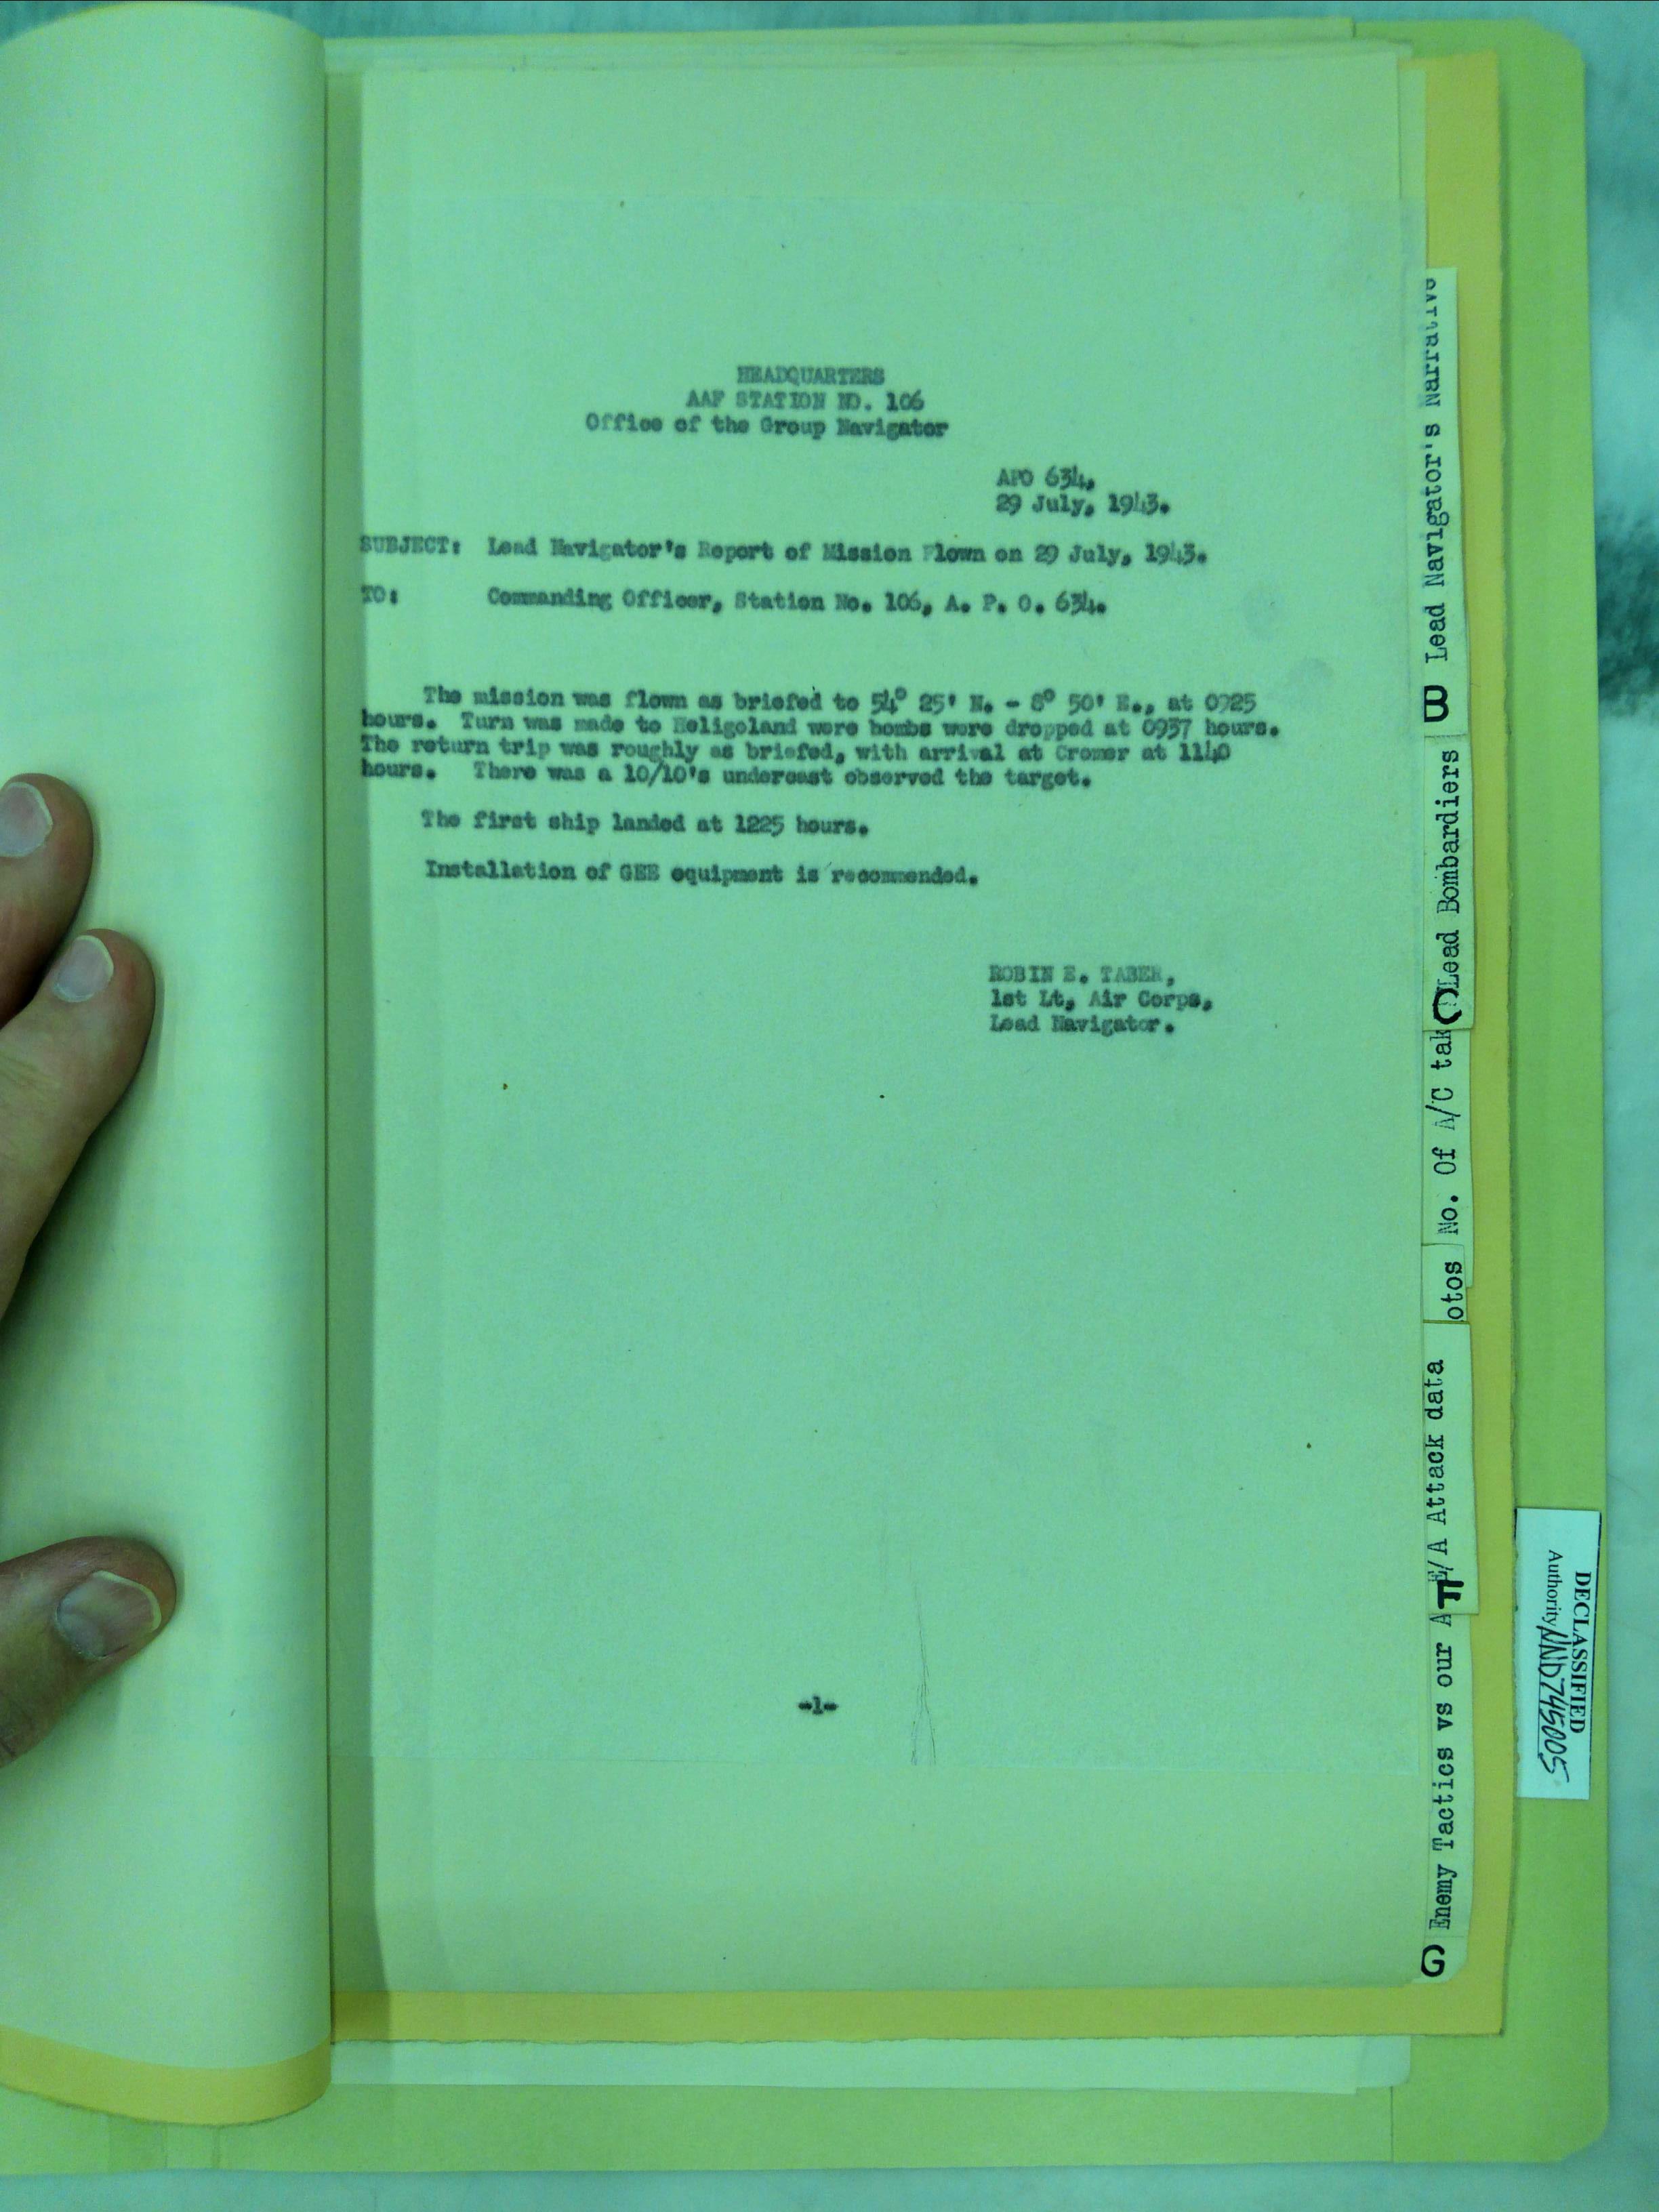 HEADQUARTERS
AAF STATION NO. 106
Office of the Group Navigator
APO 634.
29 July, 1943.
SUBJECT: Lead Navigator's Report of Mission Flown on 29 July, 1943.
TO: Commanding Officer, Station No. 106, A. P. O. 634.
The mission was flown as briefed to 54° 25' N. - 8° 50' E., at 0925
hours. Turn was made to Heligoland were bombs were dropped at 0937 hours.
The return trip was roughly as briefed, with arrival at Cromer at 1140
hours. There was a 10/10's undercast observed the target.
The first ship landed at 1225 hours.
Installation of GEE equipment is recommended.
ROBIN E. TABER,
1st Lt, Air Corps,
Lead Navigator.
-1-
B Lead Navigator's Narrative
C Lead Bombardiers
No. Of A/C tak
otos
F E/A Attack data
G Enemy Tactics vs our A
DECLASSIFIED
Authority NND745005